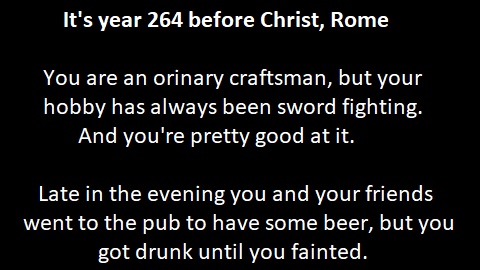 It's year 264 before Christ, Rome
You are an orinary craftsman, but your
hobby has always been sword fighting.
And you're pretty good at it.
Late in the evening you and your friends
went to the pub to have some beer, but you
got drunk until you fainted.